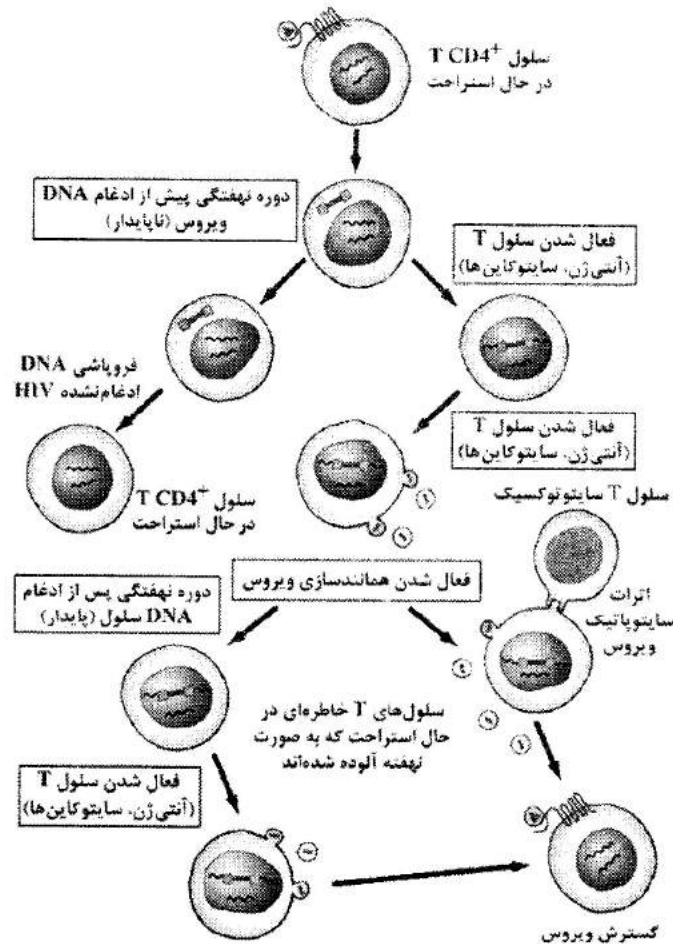 سلول T CD4+
در حال استراحت
دوره نهفتگی پیش از ادغام DNA
ویروس (ناپایدار)
فعال شدن سلول T
(آنتی‌ژن، سایتوکاین‌ها)
فروپاشی DNA
ادغام‌نشده HIV
فعال شدن سلول T
(آنتی‌ژن، سایتوکاین‌ها)
سلول T CD4+
در حال استراحت
سلول T سایتوتوکسیک
فعال شدن همانندسازی ویروس
دوره نهفتگی پس از ادغام
DNA سلول (پایدار)
اثرات
سایتوپاتیک
ویروس
سلول‌های T خاطره‌ای در
حال استراحت که به صورت
نهفته آلوده شده‌اند
فعال شدن سلول T
(آنتی‌ژن، سایتوکاین‌ها)
گسترش ویروس